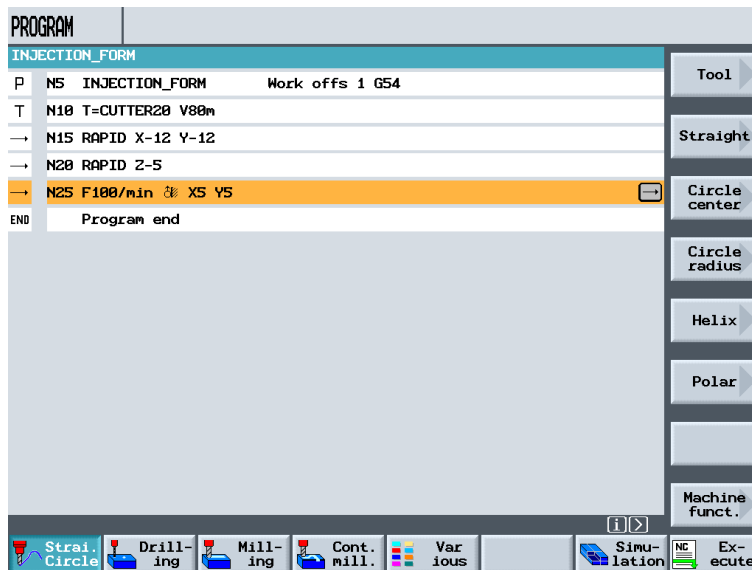 PROGRAM
INJECTION_FORM
P N5 INJECTION_FORM Work offs 1 G54
T N10 T=CUTTER20 V80m
→ N15 RAPID X-12 Y-12
→ N20 RAPID Z-5
→ N25 F100/min X5 Y5 →
END Program end
Tool
Straight
Circle
center
Circle
radius
Helix
Polar
Machine
funct.
i >
Strai.
Circle
Drill-
ing
Mill-
ing
Cont.
mill.
Var
ious
Simu-
lation
NC Ex-
ecute